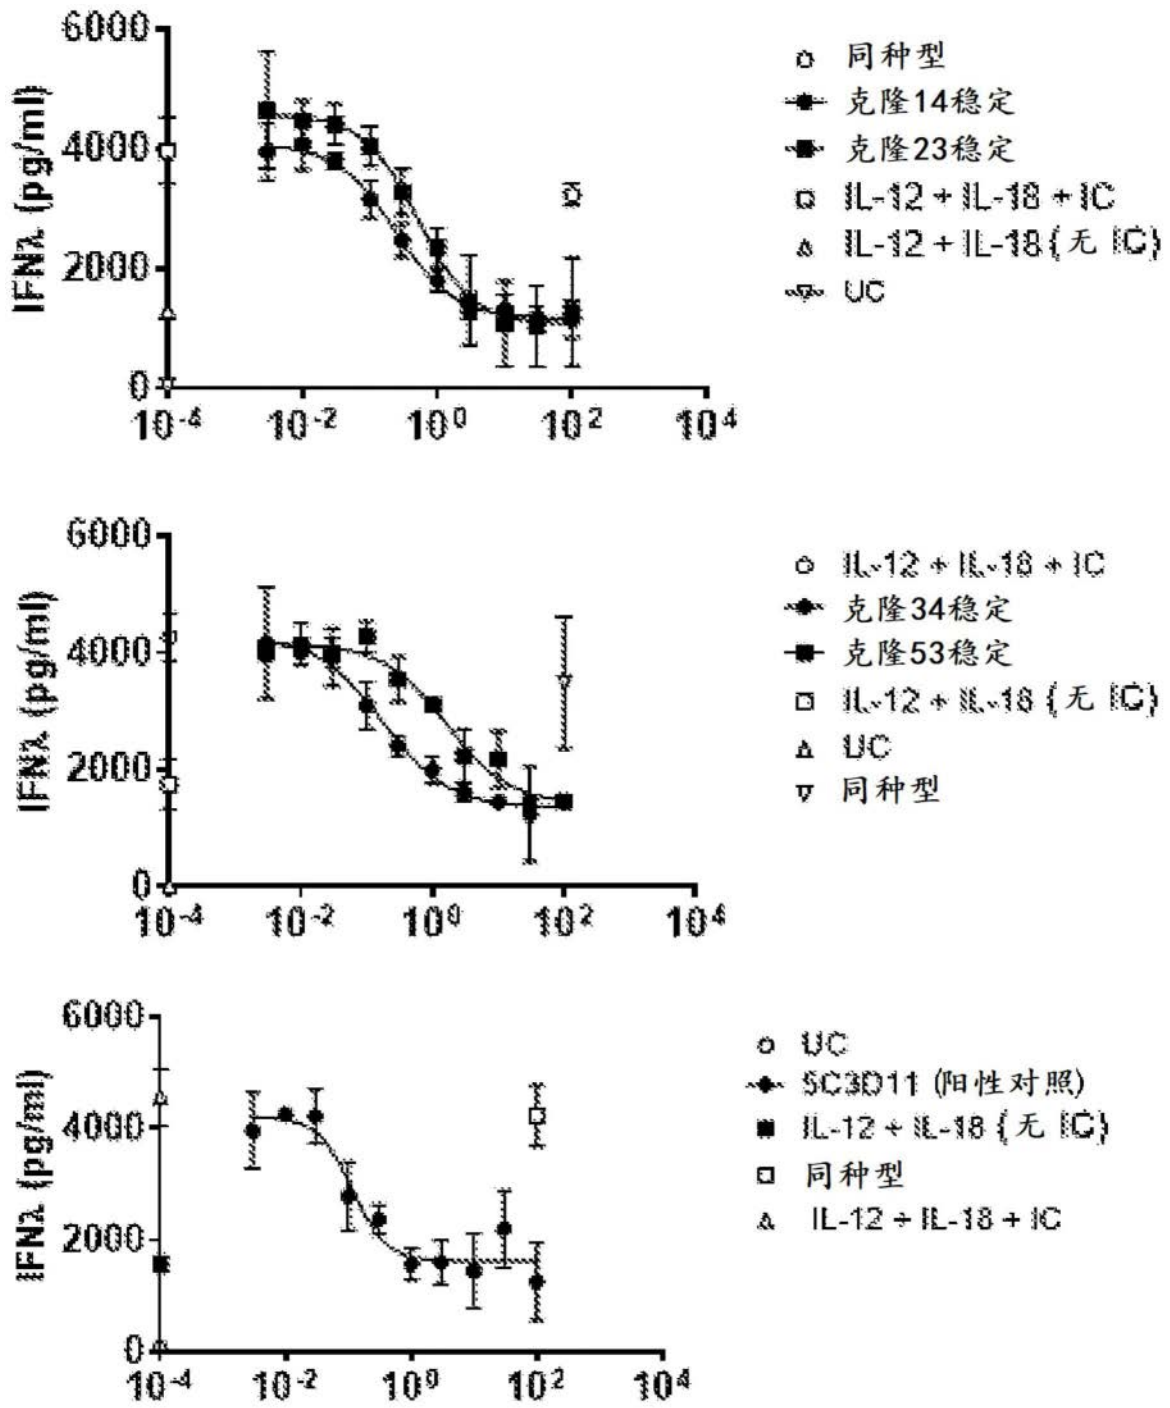 6000
4000
2000
0
IFNλ (pg/ml)
10-4 10-2 100 102 104
同种型
克隆14稳定
克隆23稳定
IL-12 + IL-18 + IC
IL-12 + IL-18 (无 IC)
UC
6000
4000
2000
0
IFNλ (pg/ml)
10-4 10-2 100 102 104
IL-12 + IL-18 + IC
克隆34稳定
克隆53稳定
IL-12 + IL-18 (无 IC)
UC
同种型
6000
4000
2000
0
IFNλ (pg/ml)
10-4 10-2 100 102 104
UC
5C3D11 (阳性对照)
IL-12 + IL-18 (无 IC)
同种型
IL-12 + IL-18 + IC